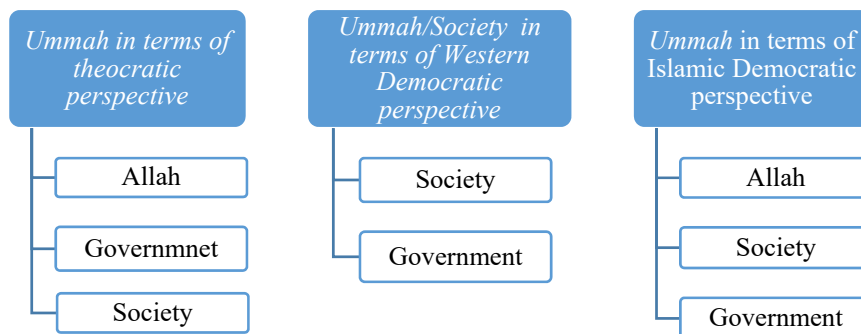 Ummah in terms of
theocratic
perspective
Allah
Governmnet
Society
Ummah/Society in
terms of Western
Democratic
perspective
Society
Government
Ummah in terms of
Islamic Democratic
perspective
Allah
Society
Government